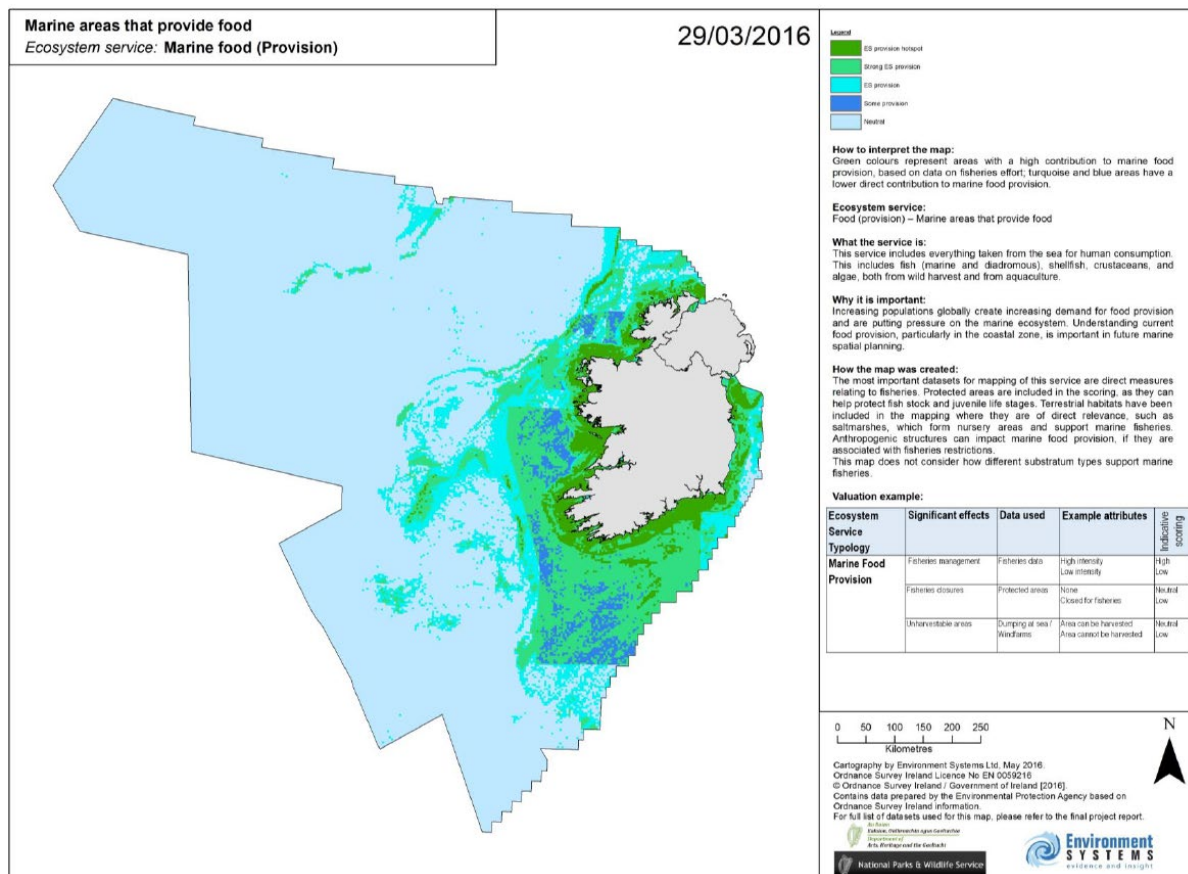 Marine areas that provide food
Ecosystem service: Marine food (Provision)
29/03/2016
Legend
ES provision hotspot
Strong ES provision
ES provision
Some provision
Neutral
How to interpret the map:
Green colours represent areas with a high contribution to marine food
provision, based on data on fisheries effort; turquoise and blue areas have a
lower direct contribution to marine food provision.
Ecosystem service:
Food (provision) – Marine areas that provide food
What the service is:
This service includes everything taken from the sea for human consumption.
This includes fish (marine and diadromous), shellfish, crustaceans, and
algae, both from wild harvest and from aquaculture.
Why it is important:
Increasing populations globally create increasing demand for food provision
and are putting pressure on the marine ecosystem. Understanding current
food provision, particularly in the coastal zone, is important in future marine
spatial planning.
How the map was created:
The most important datasets for mapping of this service are direct measures
relating to fisheries. Protected areas are included in the scoring, as they can
help protect fish stock and juvenile life stages. Terrestrial habitats have been
included in the mapping where they are of direct relevance, such as
saltmarshes, which form nursery areas and support marine fisheries.
Anthropogenic structures can impact marine food provision, if they are
associated with fisheries restrictions.
This map does not consider how different substratum types support marine
fisheries.
Valuation example:
Ecosystem Service Typology Significant effects Data used Example attributes Indicative scoring
Marine Food Provision Fisheries management Fisheries data High intensity High
Low intensity Low
Fisheries closures Protected areas None Neutral
Closed for fisheries Low
Unharvestable areas Dumping at sea / Area can be harvested Neutral
Windfarms Area cannot be harvested Low
0 50 100 150 200 250
Kilometres
N
Cartography by Environment Systems Ltd, May 2016.
Ordnance Survey Ireland Licence No EN 0059216
© Ordnance Survey Ireland / Government of Ireland [2016].
Contains data prepared by the Environmental Protection Agency based on
Ordnance Survey Ireland information.
For full list of datasets used for this map, please refer to the final project report.
An Roinn
Ealaíon, Oidhreachta agus Gaeltachta
Department of
Arts, Heritage and the Gaeltacht
National Parks & Wildlife Service
Environment
SYSTEMS
evidence and insight